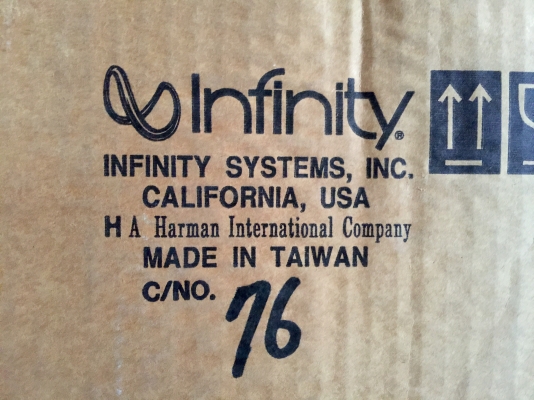 Infinity®
INFINITY SYSTEMS, INC.
CALIFORNIA, USA
H A Harman International Company
MADE IN TAIWAN
C/NO. 76